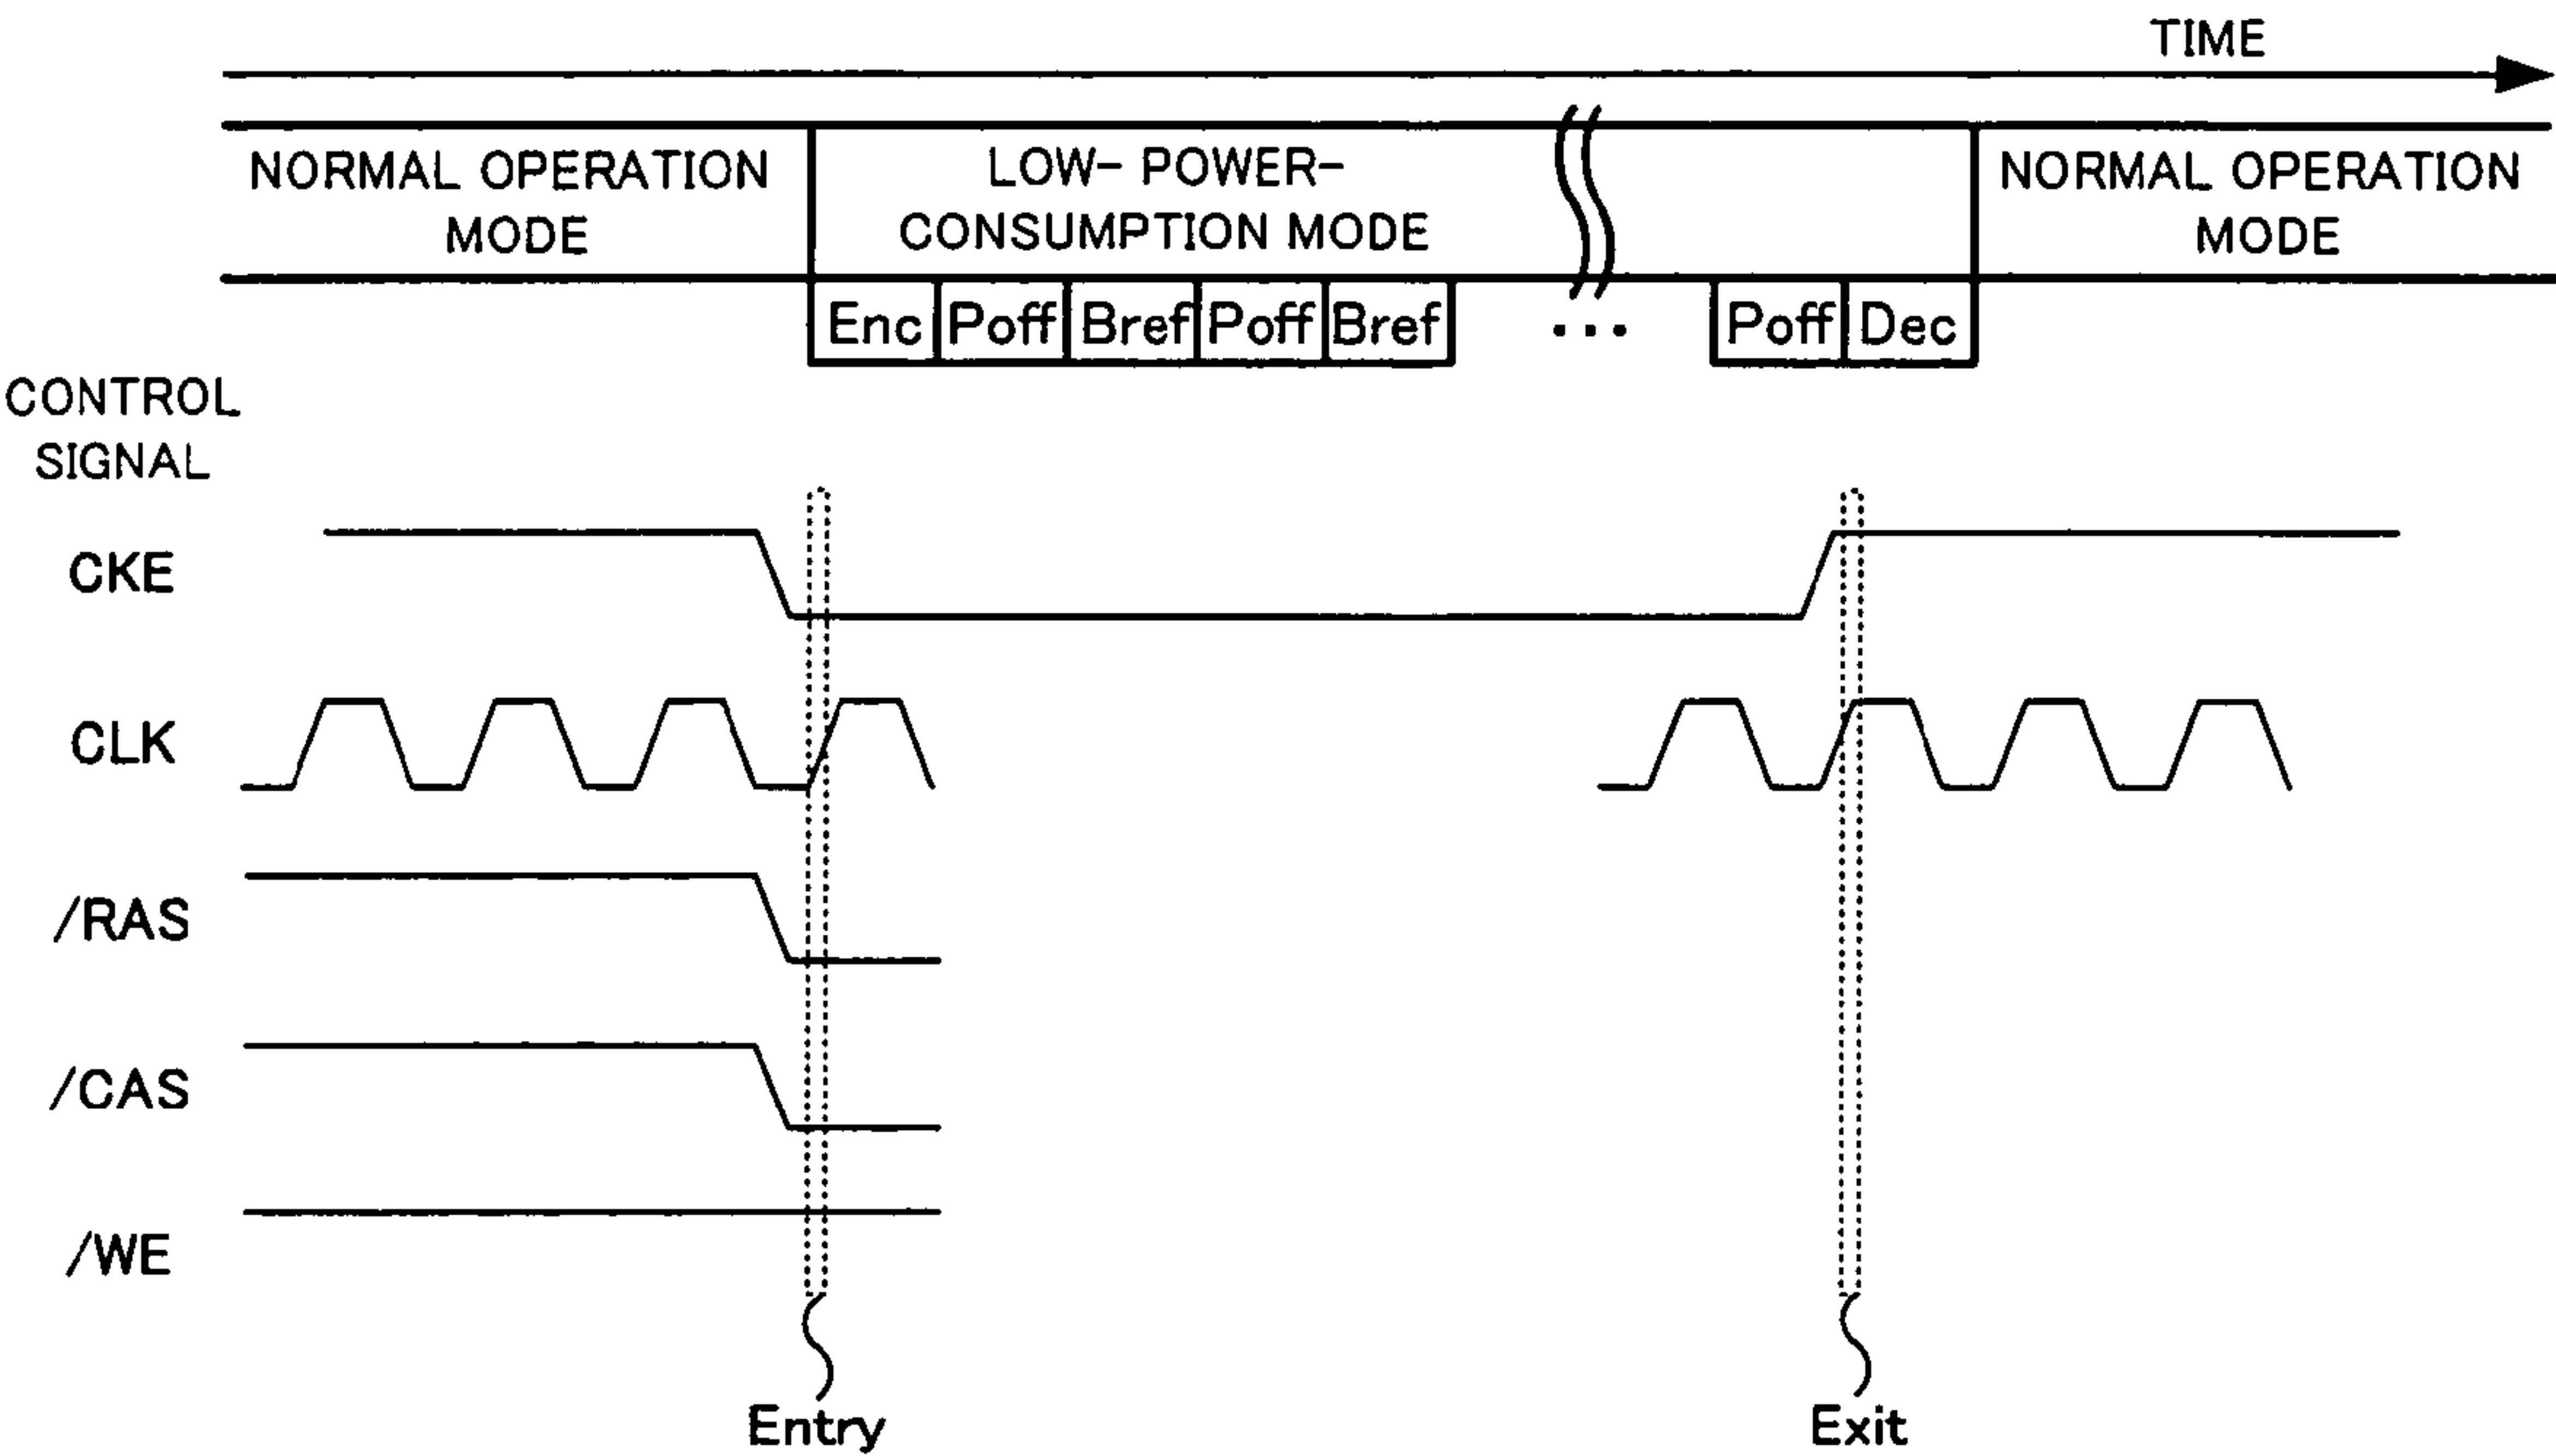 TIME
NORMAL OPERATION
MODE
LOW- POWER-
CONSUMPTION MODE
NORMAL OPERATION
MODE
Enc Poff Bref Poff Bref ... Poff Dec
CONTROL
SIGNAL
CKE
CLK
/RAS
/CAS
/WE
Entry
Exit